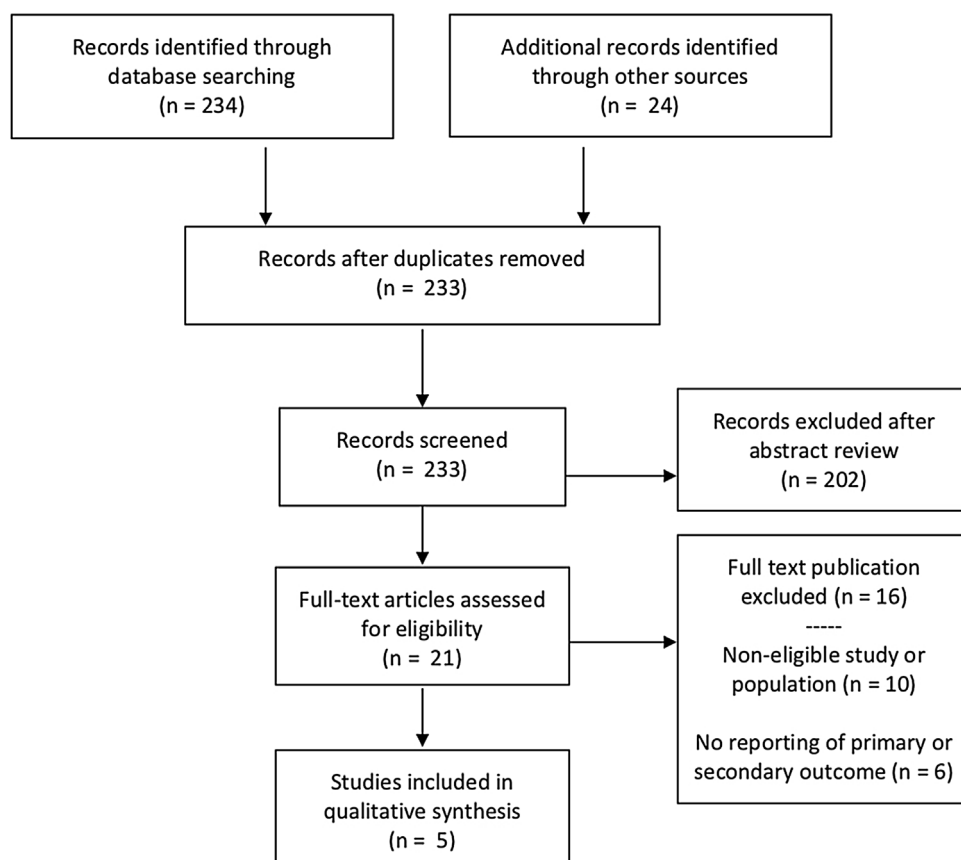 Records identified through
database searching
(n = 234)
Additional records identified
through other sources
(n = 24)
Records after duplicates removed
(n = 233)
Records screened
(n = 233)
Records excluded after
abstract review
(n = 202)
Full-text articles assessed
for eligibility
(n = 21)
Full text publication
excluded (n = 16)
-----
Non-eligible study or
population (n = 10)
No reporting of primary or
secondary outcome (n = 6)
Studies included in
qualitative synthesis
(n = 5)